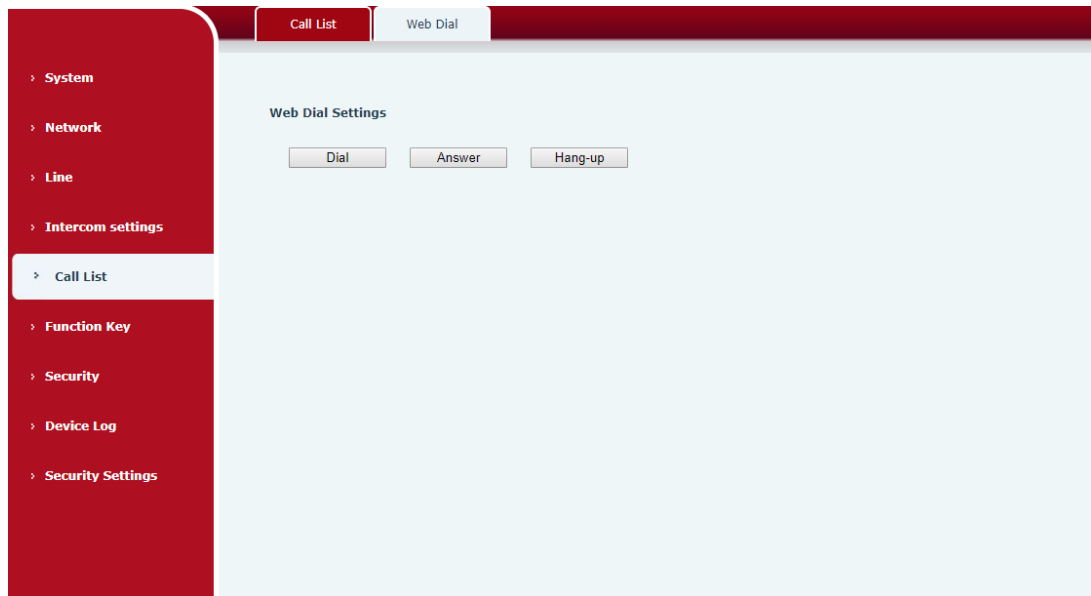 Call List
Web Dial
System
Network
Line
Intercom settings
Call List
Function Key
Security
Device Log
Security Settings
Web Dial Settings
Dial
Answer
Hang-up